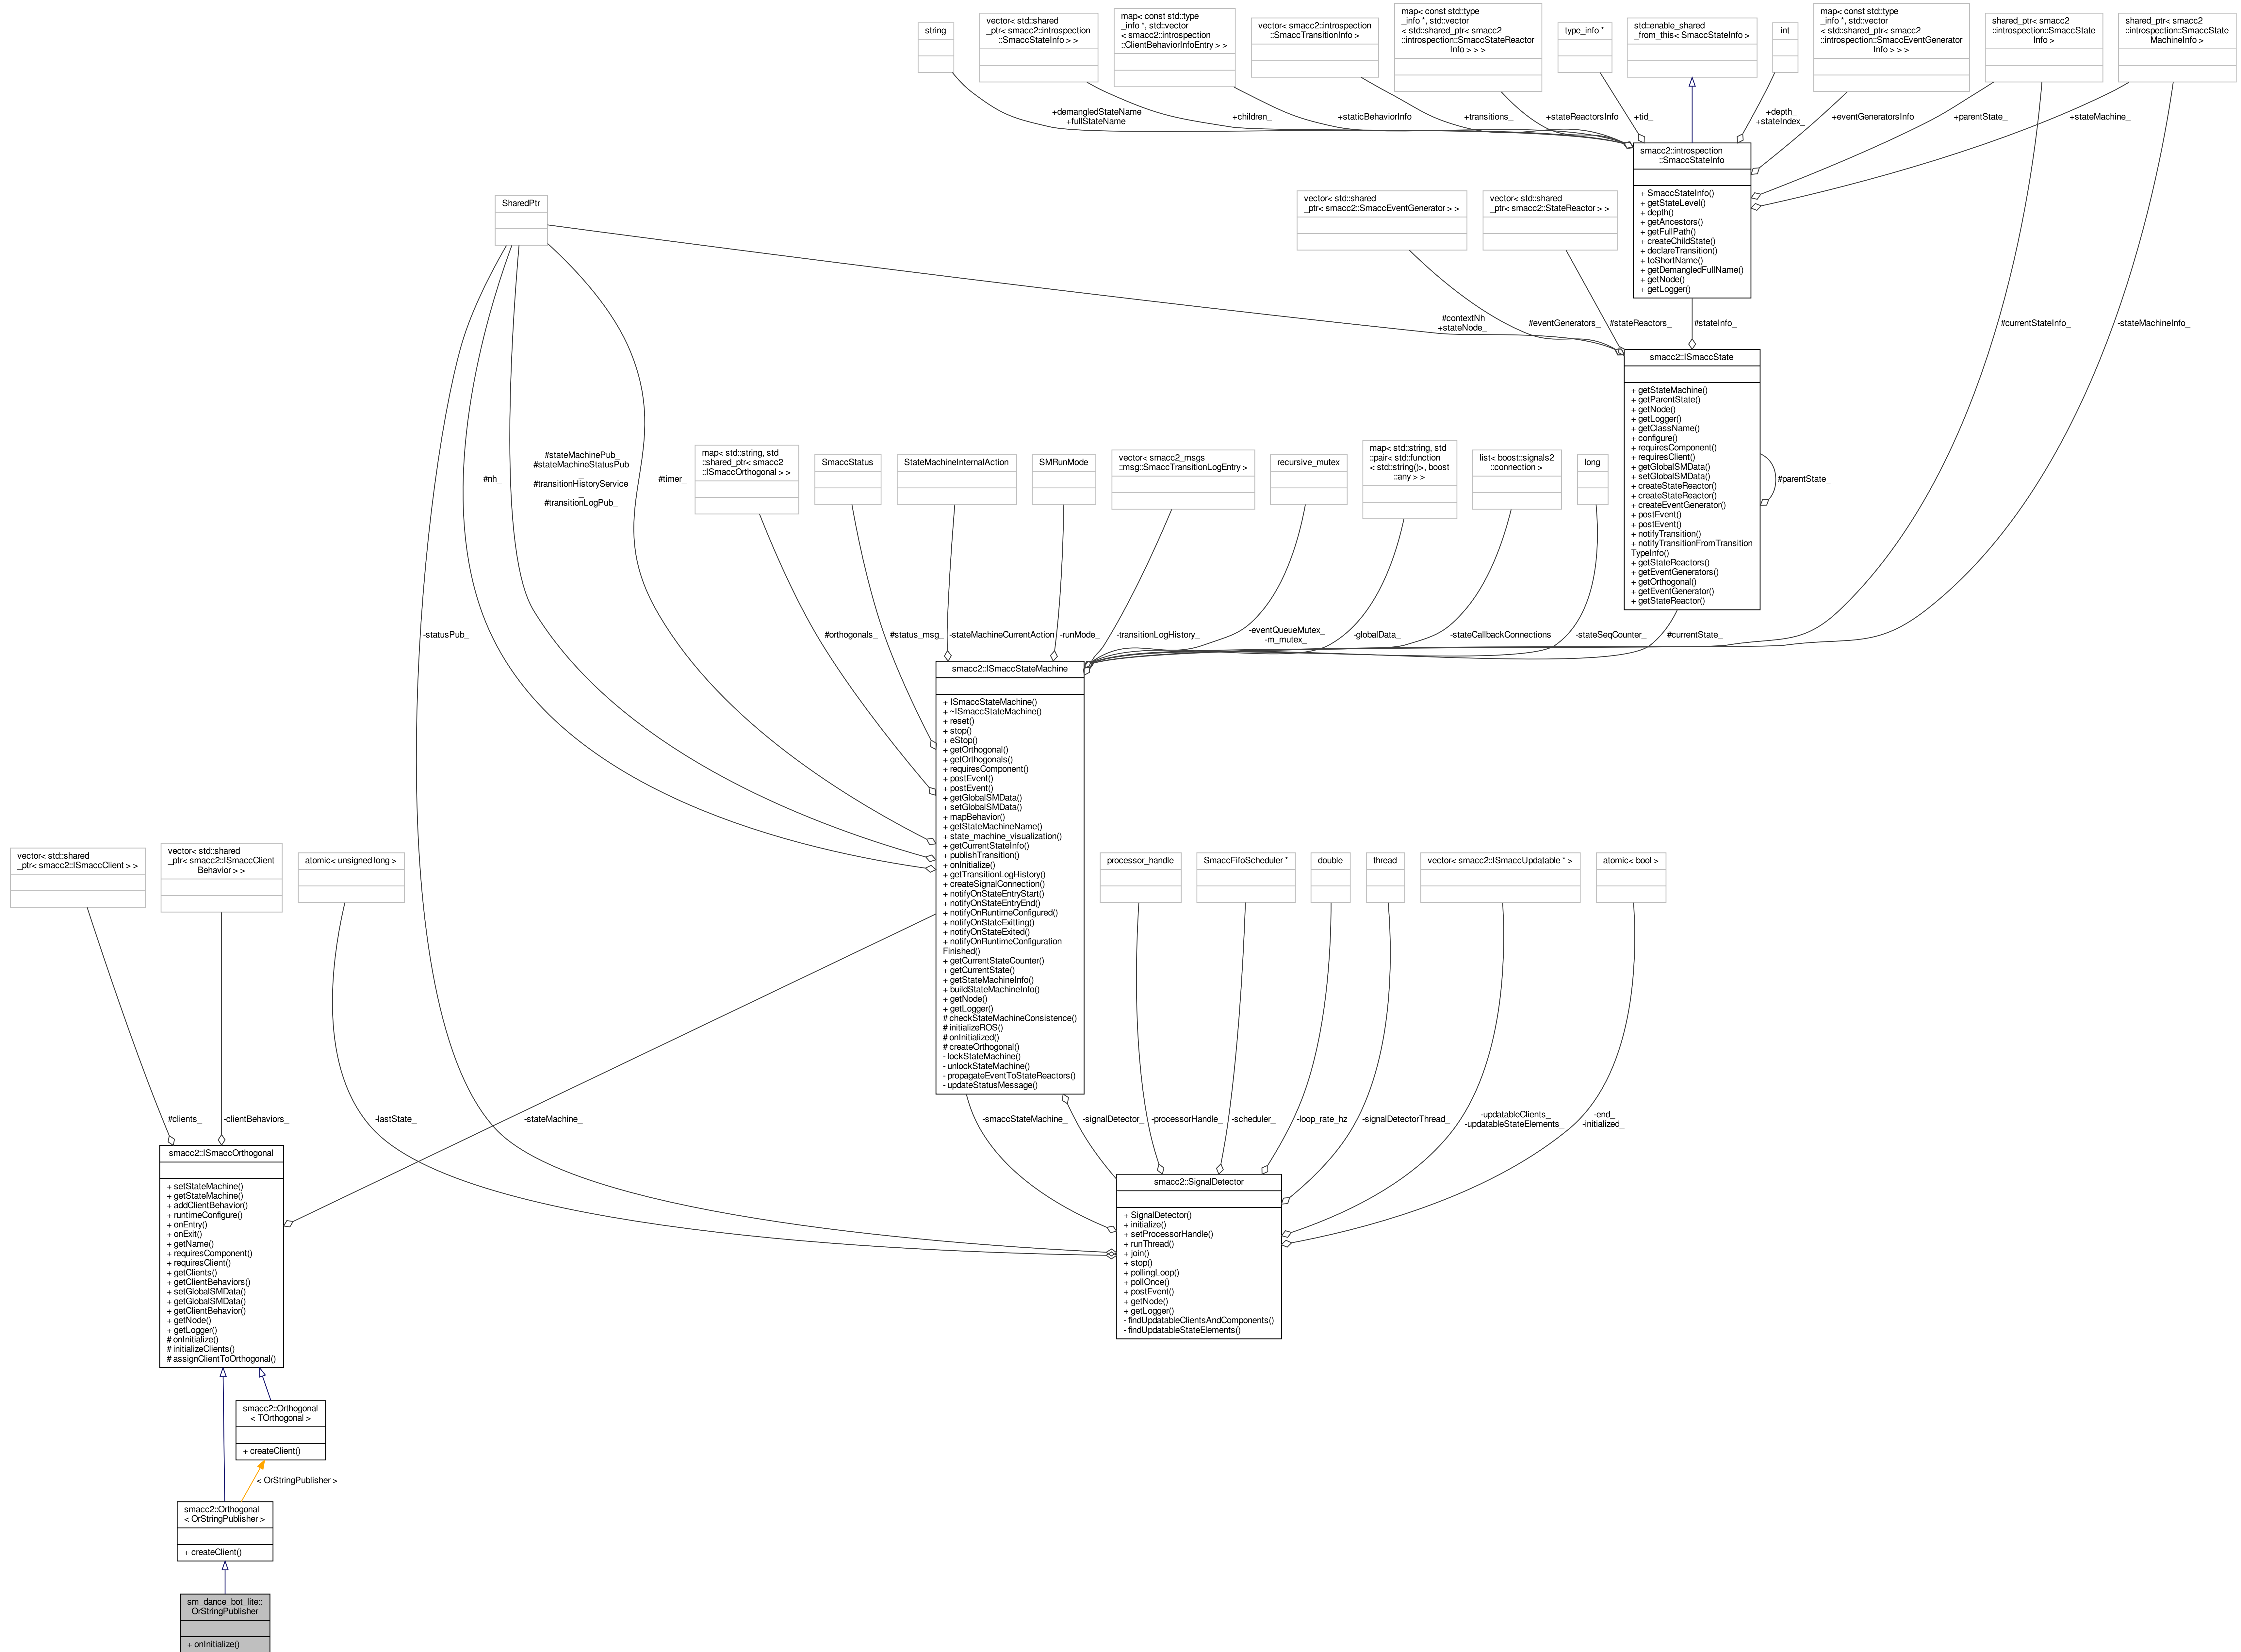 string
vector< std::shared
_ptr< smacc2::introspection
::SmaccStateInfo > >
map< const std::type
_info *, std::vector
< smacc2::introspection
::ClientBehaviorInfoEntry > >
vector< smacc2::introspection
::SmaccTransitionInfo >
map< const std::type
_info *, std::vector
< std::shared_ptr< smacc2
::introspection::SmaccStateReactor
Info > > >
type_info *
std::enable_shared
_from_this< SmaccStateInfo >
int
map< const std::type
_info *, std::vector
< std::shared_ptr< smacc2
::introspection::SmaccEventGenerator
Info > > >
shared_ptr< smacc2
::introspection::SmaccState
Info >
shared_ptr< smacc2
::introspection::SmaccState
MachineInfo >
+demangledStateName
+fullStateName
+children_
+staticBehaviorInfo
+transitions_
+stateReactorsInfo
+tid_
+depth_
+stateIndex_
+eventGeneratorsInfo
+parentState_
+stateMachine_
smacc2::introspection
::SmaccStateInfo
+ SmaccStateInfo()
+ getStateLevel()
+ depth()
+ getAncestors()
+ getFullPath()
+ createChildState()
+ declareTransition()
+ toShortName()
+ getDemangledFullName()
+ getNode()
+ getLogger()
SharedPtr
vector< std::shared
_ptr< smacc2::SmaccEventGenerator > >
vector< std::shared
_ptr< smacc2::StateReactor > >
#contextNh
+stateNode_
#eventGenerators_
#stateReactors_
#stateInfo_
#currentStateInfo_
-stateMachineInfo_
smacc2::ISmaccState
+ getStateMachine()
+ getParentState()
+ getNode()
+ getLogger()
+ getClassName()
+ configure()
+ requiresComponent()
+ requiresClient()
+ getGlobalSMData()
+ setGlobalSMData()
+ createStateReactor()
+ createStateReactor()
+ createEventGenerator()
+ postEvent()
+ postEvent()
+ notifyTransition()
+ notifyTransitionFromTransition
TypeInfo()
+ getStateReactors()
+ getEventGenerators()
+ getOrthogonal()
+ getEventGenerator()
+ getStateReactor()
#parentState_
#nh_
#stateMachinePub_
#stateMachineStatusPub
_
#transitionHistoryService
_
#transitionLogPub_
#timer_
map< std::string, std
::shared_ptr< smacc2
::ISmaccOrthogonal > >
SmaccStatus
StateMachineInternalAction
SMRunMode
vector< smacc2_msgs
::msg::SmaccTransitionLogEntry >
recursive_mutex
map< std::string, std
::pair< std::function
< std::string()>, boost
::any > >
list< boost::signals2
::connection >
long
-statusPub_
#orthogonals_
#status_msg_
-stateMachineCurrentAction
-runMode_
-transitionLogHistory_
-eventQueueMutex_
-m_mutex_
-globalData_
-stateCallbackConnections
-stateSeqCounter_
#currentState_
smacc2::ISmaccStateMachine
+ ISmaccStateMachine()
+ ~ISmaccStateMachine()
+ reset()
+ stop()
+ eStop()
+ getOrthogonal()
+ getOrthogonals()
+ requiresComponent()
+ postEvent()
+ postEvent()
+ getGlobalSMData()
+ setGlobalSMData()
+ mapBehavior()
+ getStateMachineName()
+ state_machine_visualization()
+ getCurrentStateInfo()
+ publishTransition()
+ onInitialize()
+ getTransitionLogHistory()
+ createSignalConnection()
+ notifyOnStateEntryStart()
+ notifyOnStateEntryEnd()
+ notifyOnRuntimeConfigured()
+ notifyOnStateExitting()
+ notifyOnStateExited()
+ notifyOnRuntimeConfiguration
Finished()
+ getCurrentStateCounter()
+ getCurrentState()
+ getStateMachineInfo()
+ buildStateMachineInfo()
+ getNode()
+ getLogger()
# checkStateMachineConsistence()
# initializeROS()
# onInitialized()
# createOrthogonal()
- lockStateMachine()
- unlockStateMachine()
- propagateEventToStateReactors()
- updateStatusMessage()
vector< std::shared
_ptr< smacc2::ISmaccClient > >
vector< std::shared
_ptr< smacc2::ISmaccClient
Behavior > >
atomic< unsigned long >
processor_handle
SmaccFifoScheduler *
double
thread
vector< smacc2::ISmaccUpdatable * >
atomic< bool >
#clients_
-clientBehaviors_
-lastState_
-stateMachine_
-smaccStateMachine_
-signalDetector_
-processorHandle_
-scheduler_
-loop_rate_hz
-signalDetectorThread_
-updatableClients_
-updatableStateElements_
-end_
-initialized_
smacc2::ISmaccOrthogonal
+ setStateMachine()
+ getStateMachine()
+ addClientBehavior()
+ runtimeConfigure()
+ onEntry()
+ onExit()
+ getName()
+ requiresComponent()
+ requiresClient()
+ getClients()
+ getClientBehaviors()
+ setGlobalSMData()
+ getGlobalSMData()
+ getClientBehavior()
+ getNode()
+ getLogger()
# onInitialize()
# initializeClients()
# assignClientToOrthogonal()
smacc2::SignalDetector
+ SignalDetector()
+ initialize()
+ setProcessorHandle()
+ runThread()
+ join()
+ stop()
+ pollingLoop()
+ pollOnce()
+ postEvent()
+ getNode()
+ getLogger()
- findUpdatableClientsAndComponents()
- findUpdatableStateElements()
smacc2::Orthogonal
< TOrthogonal >
+ createClient()
< OrStringPublisher >
smacc2::Orthogonal
< OrStringPublisher >
+ createClient()
sm_dance_bot_lite::
OrStringPublisher
+ onInitialize()